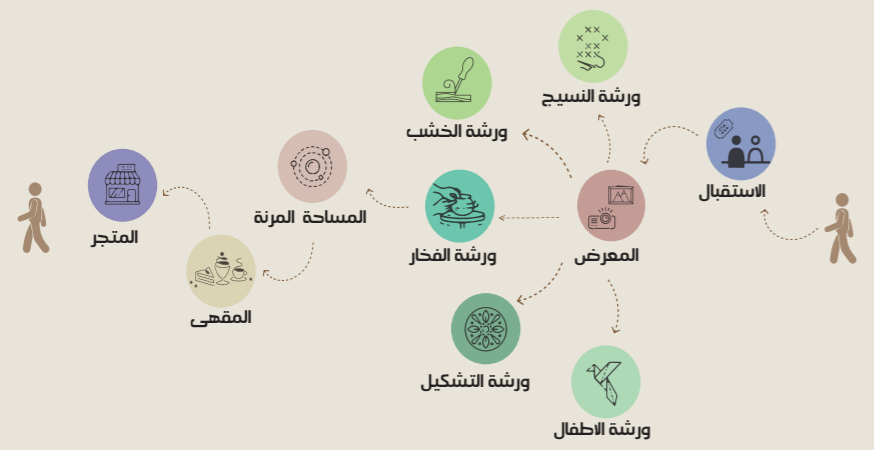 ورشة النسيج
ورشة الخشب
الاستقبال
المساحة المرنة
ورشة الفخار
المعرض
المتجر
المقهى
ورشة التشكيل
ورشة الاطفال